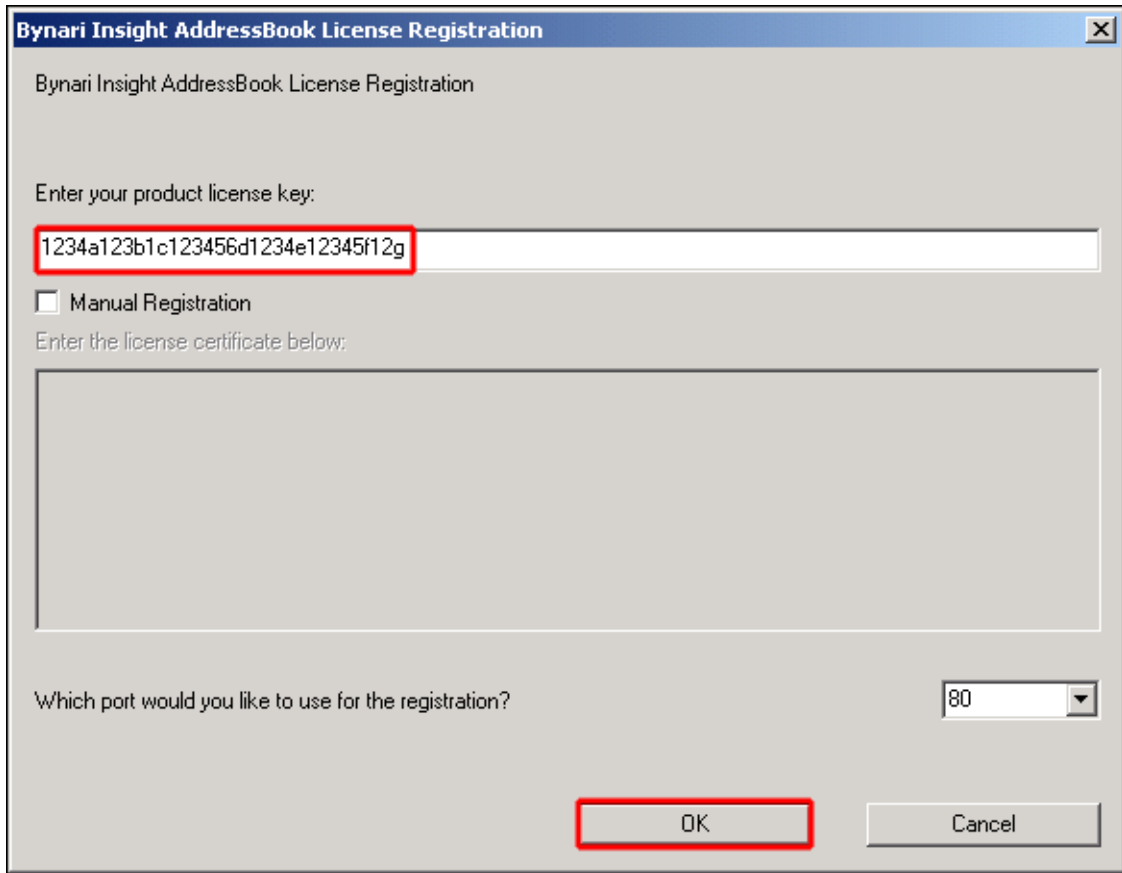 Bynari Insight AddressBook License Registration
Bynari Insight AddressBook License Registration
Enter your product license key:
1234a123b1c123456d1234e12345f12g
Manual Registration
Enter the license certificate below:
Which port would you like to use for the registration?
80
OK
Cancel